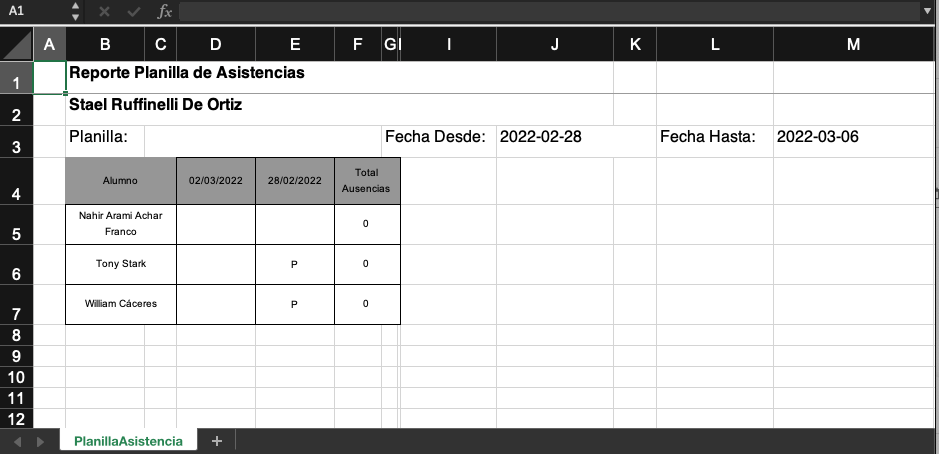 A1
fx
A B C D E F G I J K L M
1 Reporte Planilla de Asistencias
2 Stael Ruffinelli De Ortiz
3 Planilla: Fecha Desde: 2022-02-28 Fecha Hasta: 2022-03-06
4 Alumno 02/03/2022 28/02/2022 Total
Ausencias
5 Nahir Arami Achar
Franco 0
6 Tony Stark P 0
7 William Cáceres P 0
8
9
10
11
12
PlanillaAsistencia +